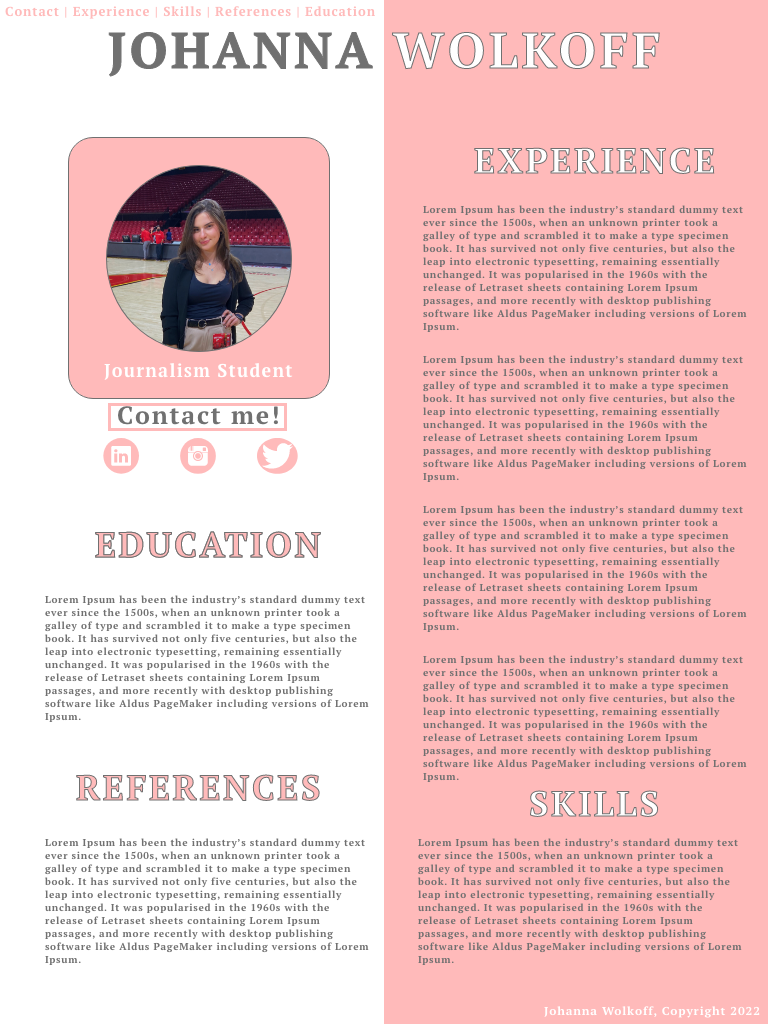 Contact | Experience | Skills | References | Education
JOHANNA WOLKOFF
Journalism Student
Contact me!
in
EDUCATION
Lorem Ipsum has been the industry's standard dummy text
ever since the 1500s, when an unknown printer took a
galley of type and scrambled it to make a type specimen
book. It has survived not only five centuries, but also the
leap into electronic typesetting, remaining essentially
unchanged. It was popularised in the 1960s with the
release of Letraset sheets containing Lorem Ipsum
passages, and more recently with desktop publishing
software like Aldus PageMaker including versions of Lorem
Ipsum.
REFERENCES
Lorem Ipsum has been the industry's standard dummy text
ever since the 1500s, when an unknown printer took a
galley of type and scrambled it to make a type specimen
book. It has survived not only five centuries, but also the
leap into electronic typesetting, remaining essentially
unchanged. It was popularised in the 1960s with the
release of Letraset sheets containing Lorem Ipsum
passages, and more recently with desktop publishing
software like Aldus PageMaker including versions of Lorem
Ipsum.
EXPERIENCE
Lorem Ipsum has been the industry's standard dummy text
ever since the 1500s, when an unknown printer took a
galley of type and scrambled it to make a type specimen
book. It has survived not only five centuries, but also the
leap into electronic typesetting, remaining essentially
unchanged. It was popularised in the 1960s with the
release of Letraset sheets containing Lorem Ipsum
passages, and more recently with desktop publishing
software like Aldus PageMaker including versions of Lorem
Ipsum.
Lorem Ipsum has been the industry's standard dummy text
ever since the 1500s, when an unknown printer took a
galley of type and scrambled it to make a type specimen
book. It has survived not only five centuries, but also the
leap into electronic typesetting, remaining essentially
unchanged. It was popularised in the 1960s with the
release of Letraset sheets containing Lorem Ipsum
passages, and more recently with desktop publishing
software like Aldus PageMaker including versions of Lorem
Ipsum.
Lorem Ipsum has been the industry's standard dummy text
ever since the 1500s, when an unknown printer took a
galley of type and scrambled it to make a type specimen
book. It has survived not only five centuries, but also the
leap into electronic typesetting, remaining essentially
unchanged. It was popularised in the 1960s with the
release of Letraset sheets containing Lorem Ipsum
passages, and more recently with desktop publishing
software like Aldus PageMaker including versions of Lorem
Ipsum.
Lorem Ipsum has been the industry's standard dummy text
ever since the 1500s, when an unknown printer took a
galley of type and scrambled it to make a type specimen
book. It has survived not only five centuries, but also the
leap into electronic typesetting, remaining essentially
unchanged. It was popularised in the 1960s with the
release of Letraset sheets containing Lorem Ipsum
passages, and more recently with desktop publishing
software like Aldus PageMaker including versions of Lorem
Ipsum.
SKILLS
Lorem Ipsum has been the industry's standard dummy text
ever since the 1500s, when an unknown printer took a
galley of type and scrambled it to make a type specimen
book. It has survived not only five centuries, but also the
leap into electronic typesetting, remaining essentially
unchanged. It was popularised in the 1960s with the
release of Letraset sheets containing Lorem Ipsum
passages, and more recently with desktop publishing
software like Aldus PageMaker including versions of Lorem
Ipsum.
Johanna Wolkoff, Copyright 2022